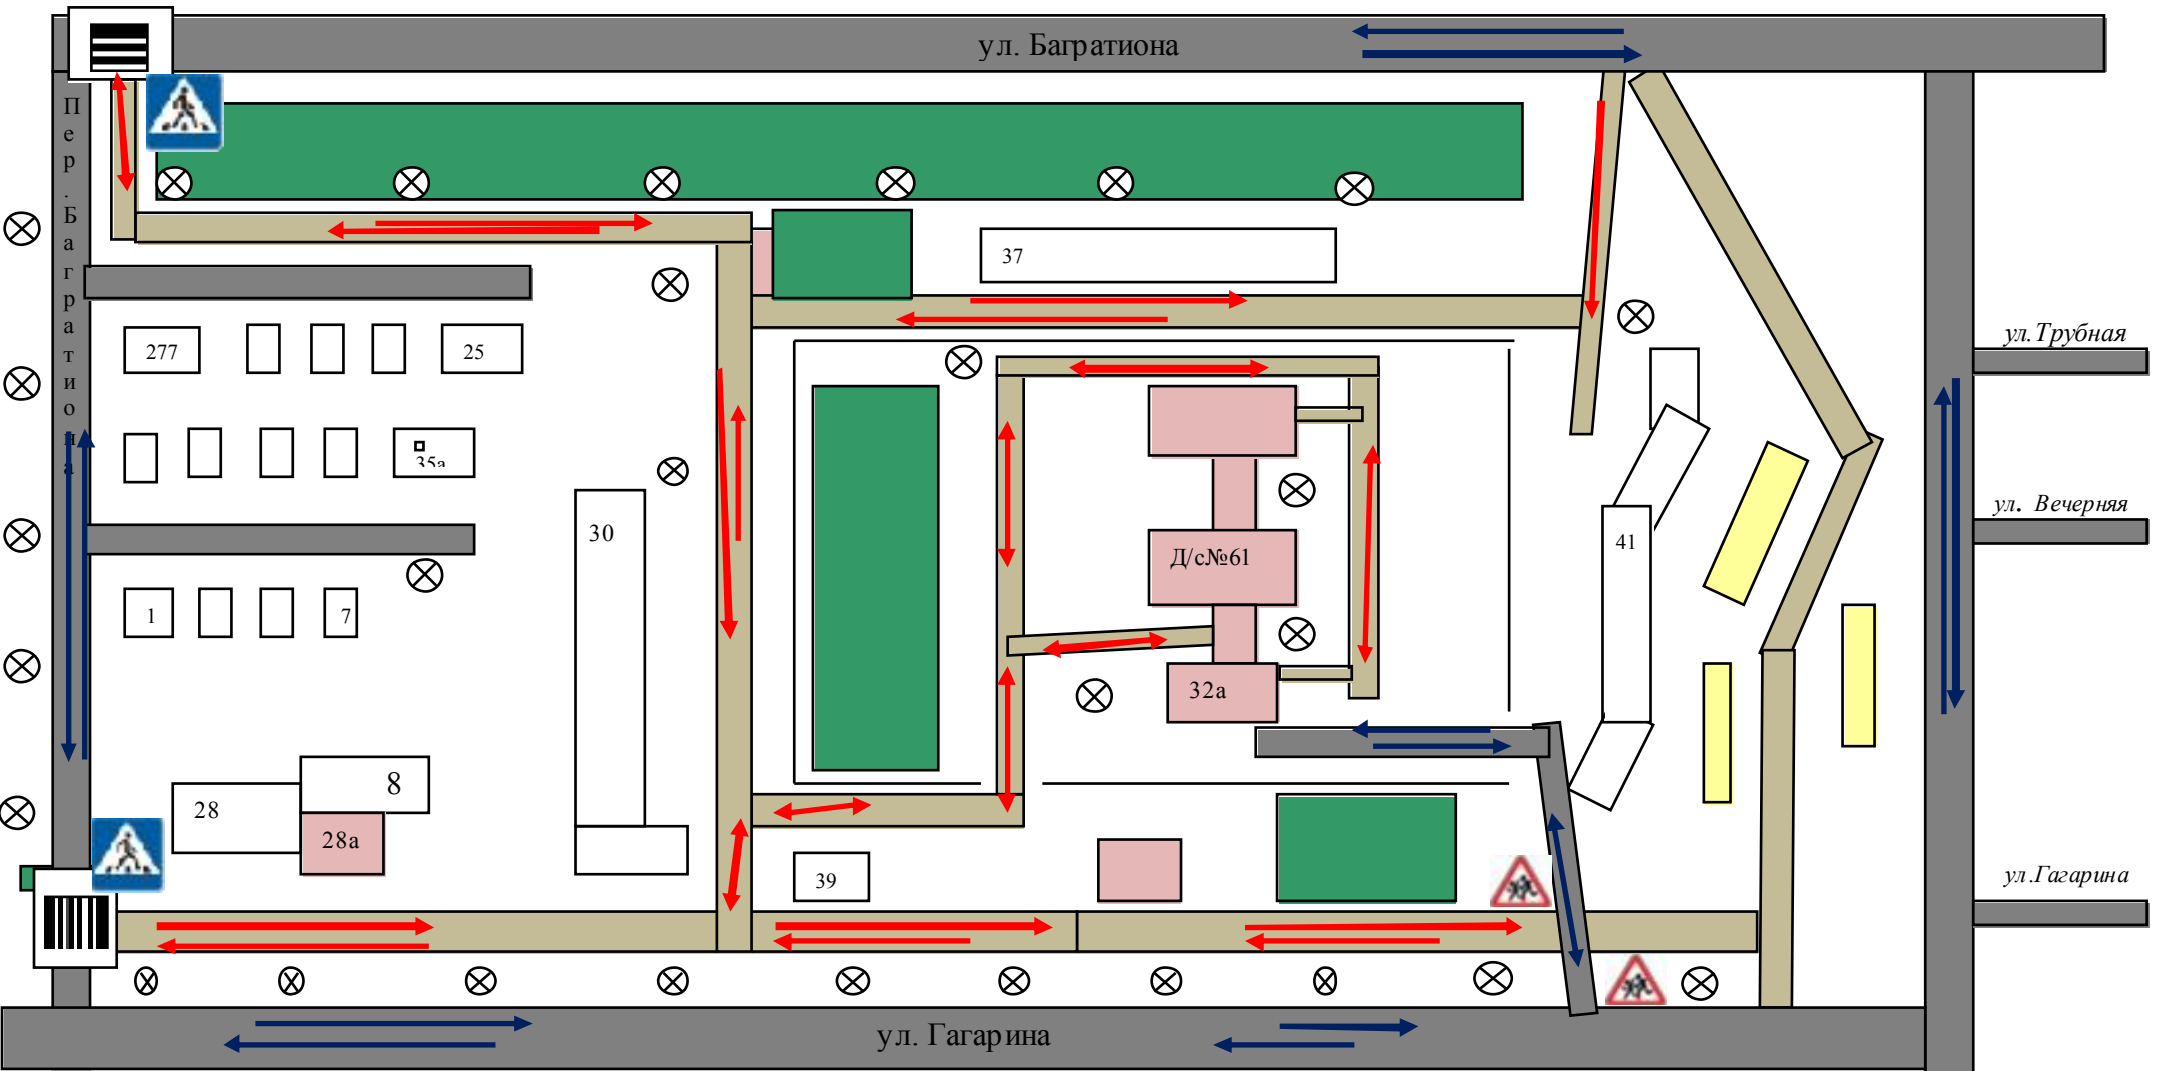 ул. Багратиона
Пер. Багратиона
37
277
25
ул.Трубная
35а
ул. Вечерняя
30
41
Д/с№61
1
7
32а
8
28
28а
39
ул.Гагарина
ул. Гагарина